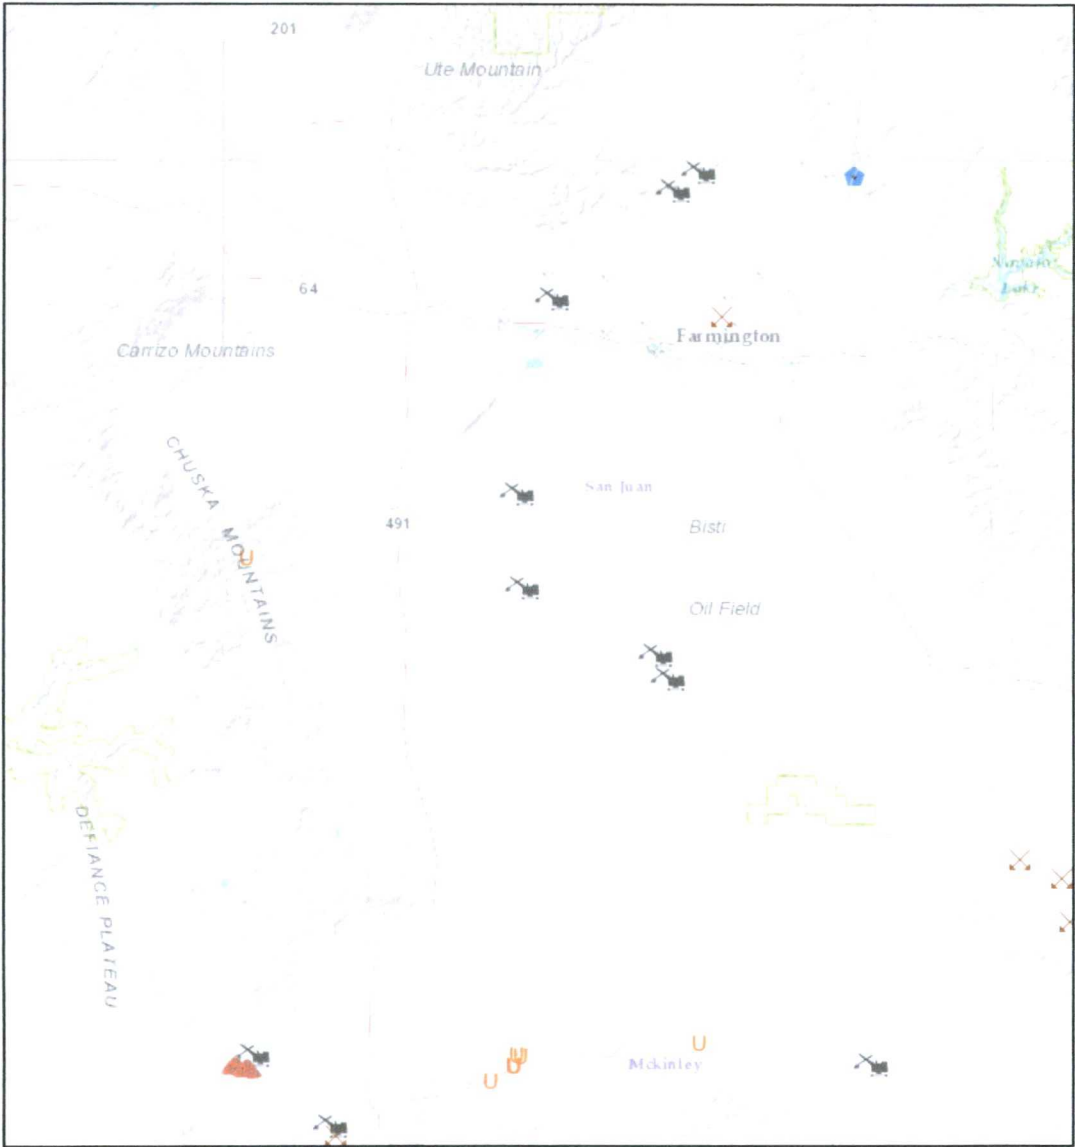 201
Ute Mountain
64
Farmington
Carrizo Mountains
CHUSKA MOUNTAINS
San Juan
491
Bisti
U
Oil Field
DEFIANCE PLATEAU
U
Mckinley
U